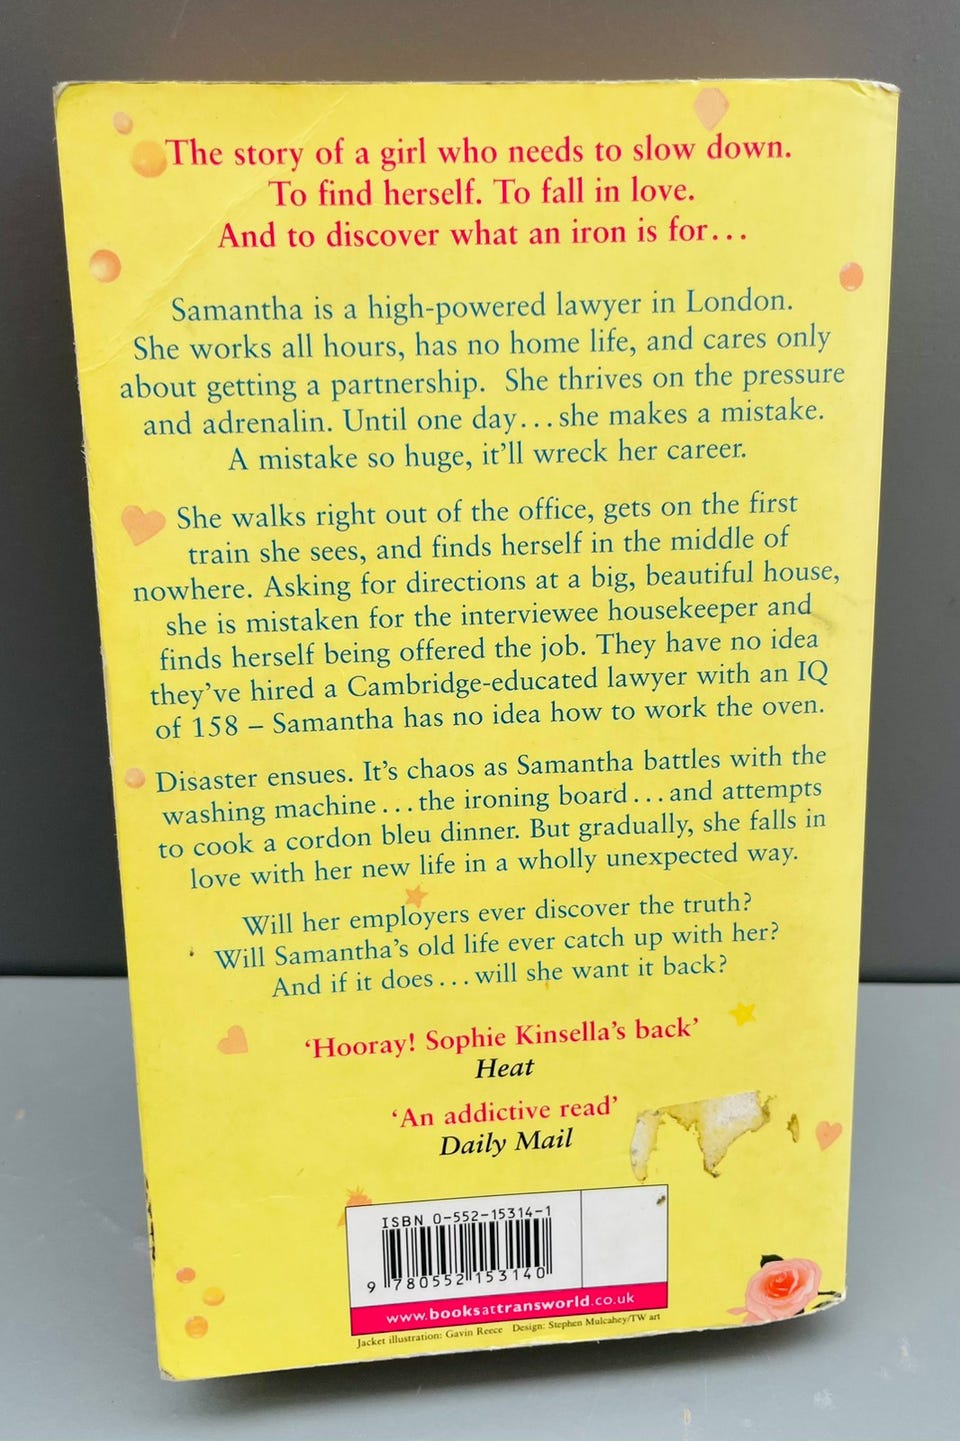 The story of a girl who needs to slow down.
To find herself. To fall in love.
And to discover what an iron is for...
Samantha is a high-powered lawyer in London.
She works all hours, has no home life, and cares only
about getting a partnership. She thrives on the pressure
and adrenalin. Until one day...she makes a mistake.
A mistake so huge, it'll wreck her career.
She walks right out of the office, gets on the first
train she sees, and finds herself in the middle of
nowhere. Asking for directions at a big, beautiful house,
she is mistaken for the interviewee housekeeper and
finds herself being offered the job. They have no idea
they've hired a Cambridge-educated lawyer with an IQ
of 158 – Samantha has no idea how to work the oven.
Disaster ensues. It's chaos as Samantha battles with the
washing machine...the ironing board...and attempts
to cook a cordon bleu dinner. But gradually, she falls in
love with her new life in a wholly unexpected way.
Will her employers ever discover the truth?
Will Samantha's old life ever catch up with her?
And if it does...will she want it back?
'Hooray! Sophie Kinsella's back'
Heat
'An addictive read'
Daily Mail
ISBN 0-552-15314-1
9 780552 153140
www.booksattransworld.co.uk
Jacket illustration: Gavin Reece Design: Stephen Mulcahey/TW art